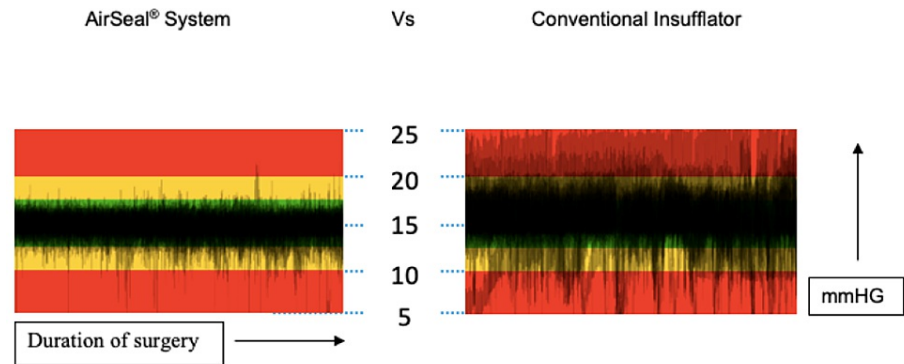 AirSeal® System Vs Conventional Insufflator
25
20
15
10
5
mmHG
Duration of surgery